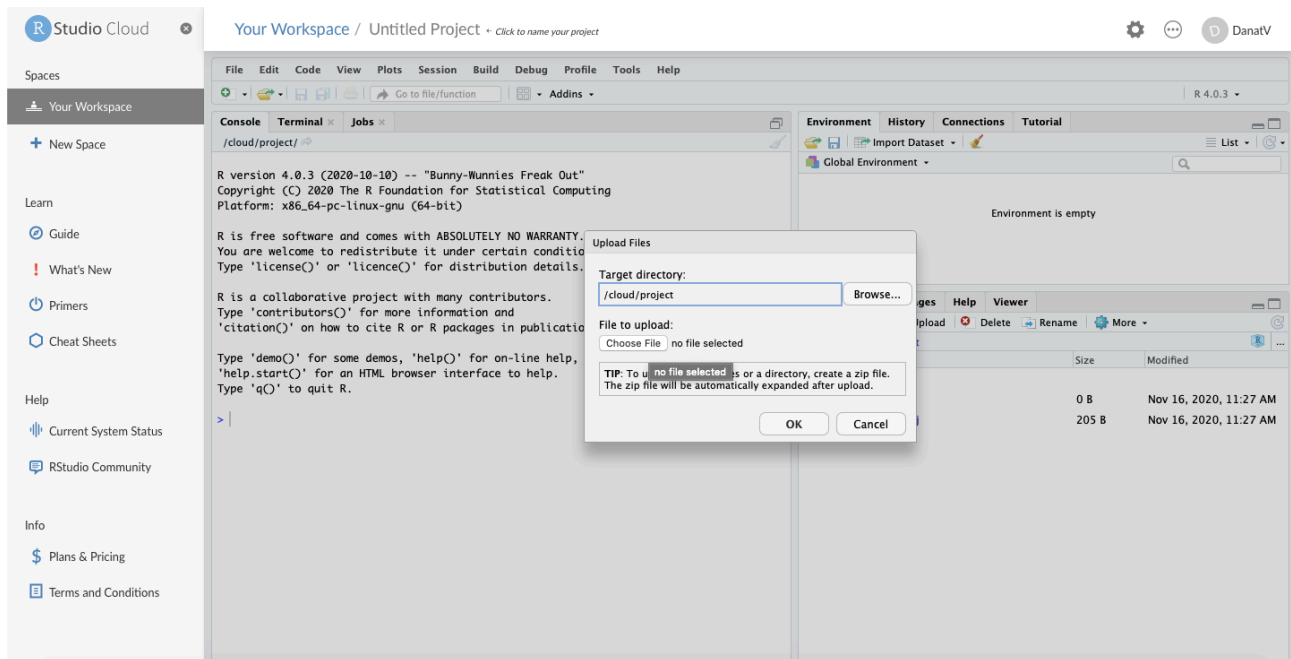 R Studio Cloud
Your Workspace / Untitled Project ← Click to name your project
D DanatV
Spaces
Your Workspace
New Space
Learn
Guide
What's New
Primers
Cheat Sheets
Help
Current System Status
RStudio Community
Info
Plans & Pricing
Terms and Conditions
File Edit Code View Plots Session Build Debug Profile Tools Help
Go to file/function Addins R 4.0.3
Console Terminal Jobs
/cloud/project/
R version 4.0.3 (2020-10-10) -- "Bunny-Wunnies Freak Out"
Copyright (C) 2020 The R Foundation for Statistical Computing
Platform: x86_64-pc-linux-gnu (64-bit)
R is free software and comes with ABSOLUTELY NO WARRANTY.
You are welcome to redistribute it under certain conditio
Type 'license()' or 'licence()' for distribution details.
R is a collaborative project with many contributors.
Type 'contributors()' for more information and
'citation()' on how to cite R or R packages in publicatio
Type 'demo()' for some demos, 'help()' for on-line help,
'help.start()' for an HTML browser interface to help.
Type 'q()' to quit R.
>
Upload Files
Target directory:
/cloud/project Browse...
File to upload:
Choose File no file selected
no file selected
TIP: To u es or a directory, create a zip file.
The zip file will be automatically expanded after upload.
OK Cancel
Environment History Connections Tutorial
Import Dataset List
Global Environment
Environment is empty
ges Help Viewer
pload Delete Rename More
R ...
Size Modified
0 B Nov 16, 2020, 11:27 AM
205 B Nov 16, 2020, 11:27 AM